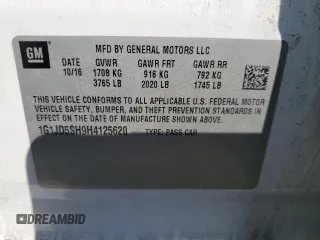 GM
MFD BY GENERAL MOTORS LLC
DATE GVWR GAWR FRT GAWR RR
10/16 1708 KG 916 KG 792 KG
3765 LB 2020 LB 1745 LB
THIS VEHICLE CONFORMS TO ALL APPLICABLE U.S. FEDERAL MOTOR
VEHICLE SAFETY, BUMPER, AND THEFT PREVENTION STANDARDS IN
EFFECT ON THE DATE OF MANUFACTURE SHOWN ABOVE.
1G1JD5SH9H4125620 TYPE: PASS CAR
AUTOBIDMASTER